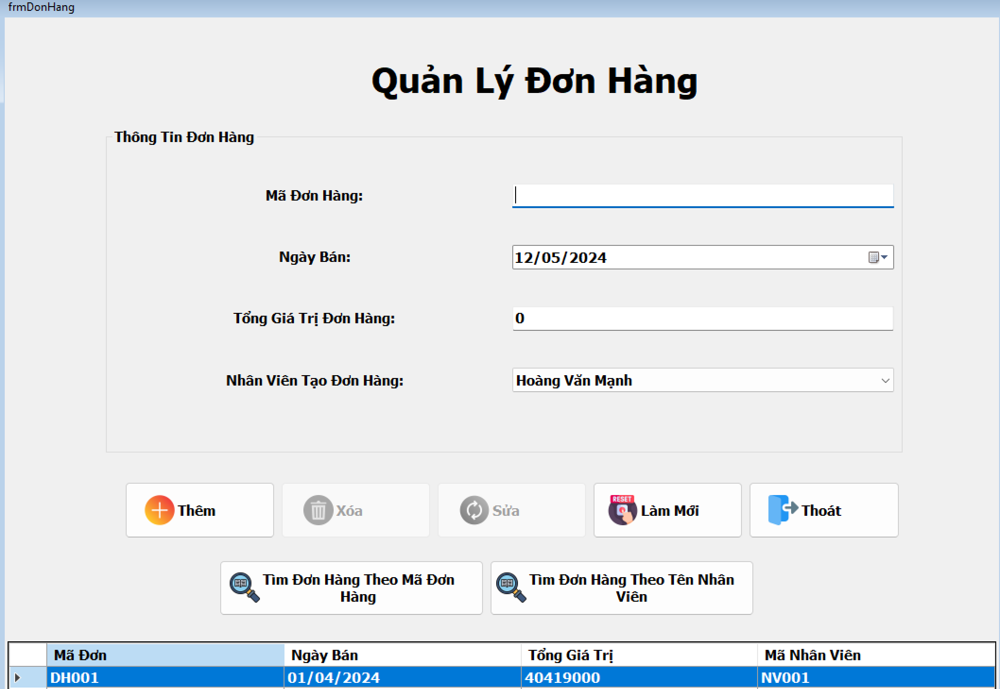 frmDonHang
Quản Lý Đơn Hàng
Thông Tin Đơn Hàng
Mã Đơn Hàng:
Ngày Bán: 12/05/2024
Tổng Giá Trị Đơn Hàng: 0
Nhân Viên Tạo Đơn Hàng: Hoàng Văn Mạnh
Thêm Xóa Sửa RESET Làm Mới Thoát
Tìm Đơn Hàng Theo Mã Đơn
Hàng
Tìm Đơn Hàng Theo Tên Nhân
Viên
Mã Đơn Ngày Bán Tổng Giá Trị Mã Nhân Viên
DH001 01/04/2024 40419000 NV001